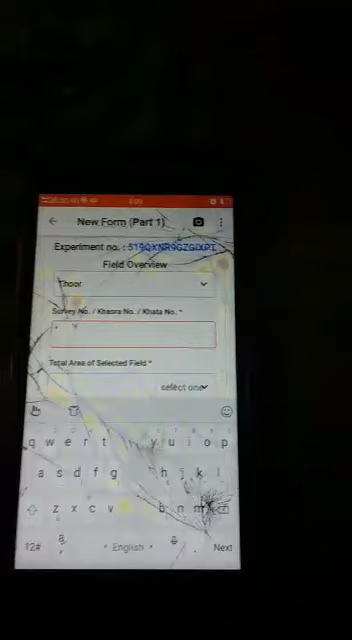 New Form (Part 1)
Experiment no. :
Field Overview
Thoor
Survey No. / Khasra No. / Khata No. *
Total Area of Selected Field *
select one
q w e r t y u i o p
a s d f g h j k l
z x c v b n m
12# , English . Next